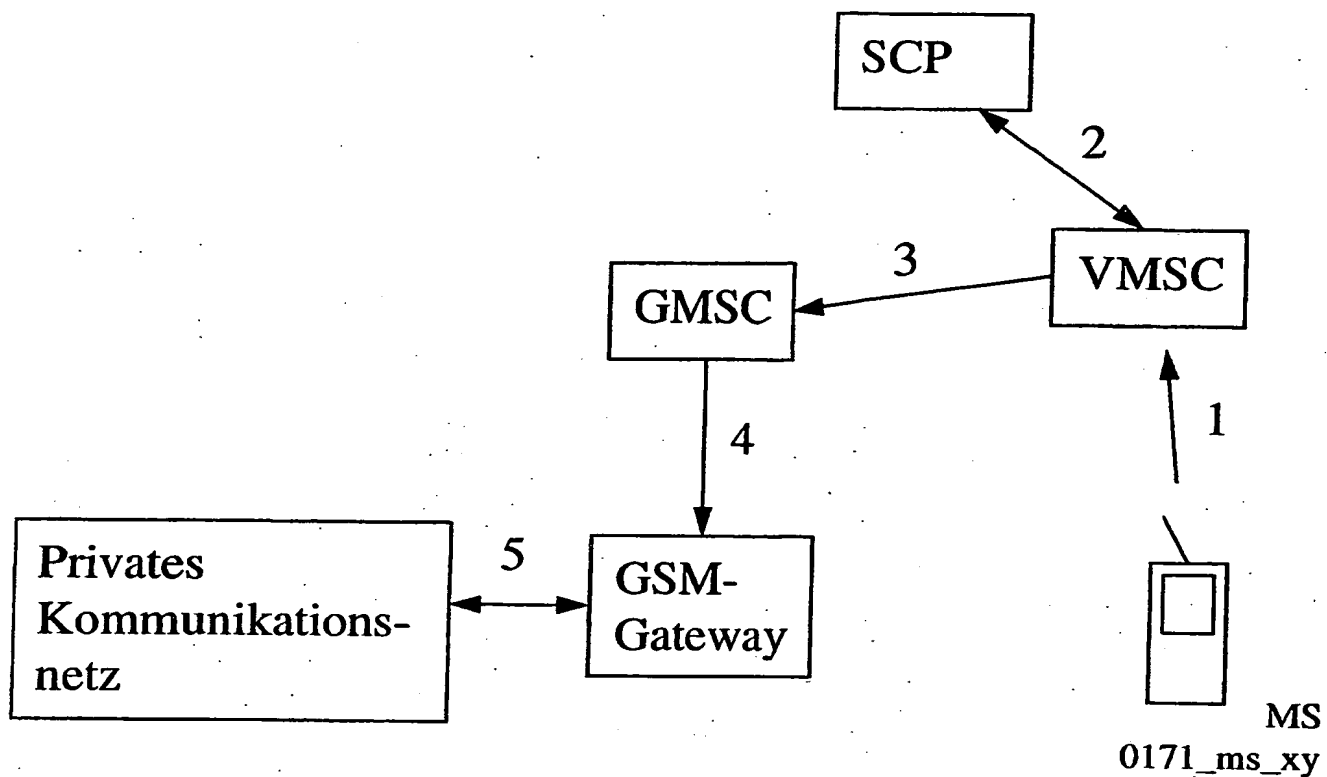 SCP
2
VMSC
3
GMSC
1
4
5
Privates
Kommunikations-
netz
GSM-
Gateway
MS
0171_ms_xy